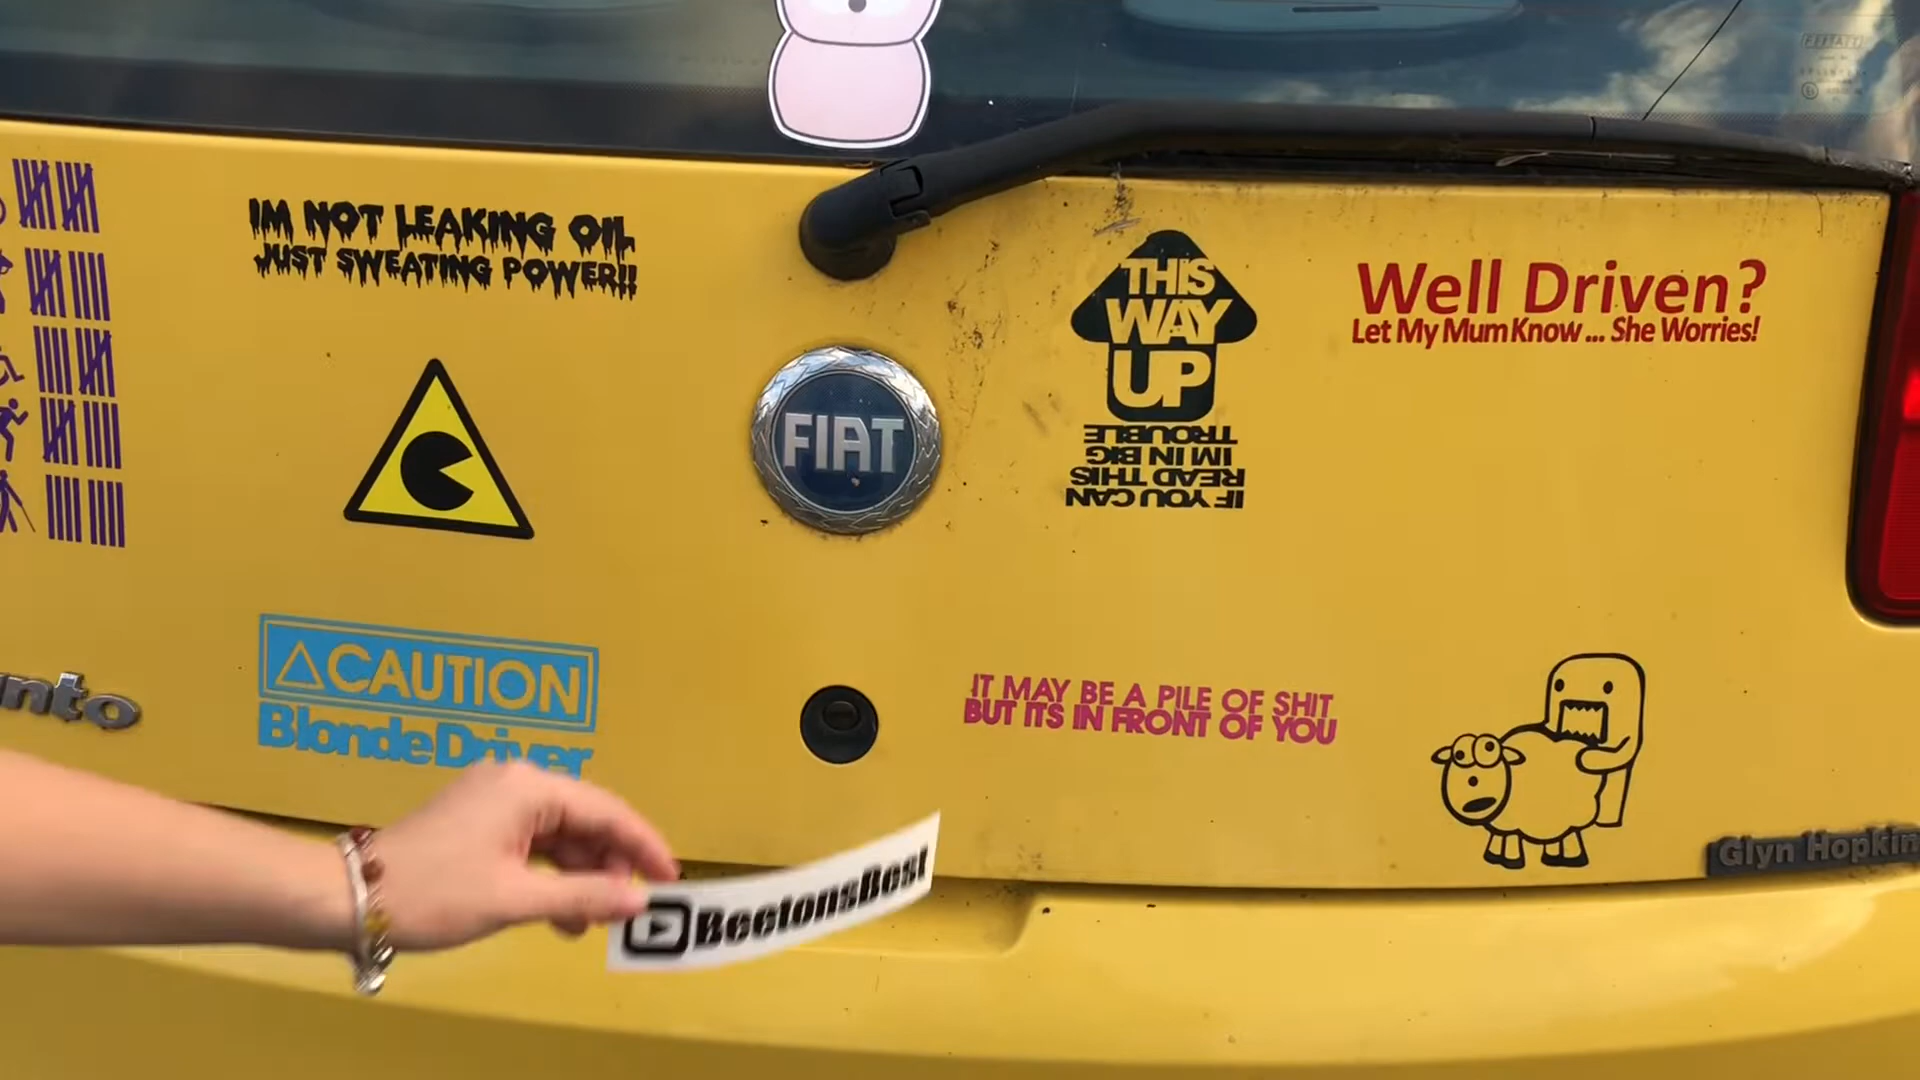 IM NOT LEAKING OIL
JUST SWEATING POWER!!
THIS
WAY
UP
IF YOU CAN
READ THIS
IM IN BIG
TROUBLE
Well Driven?
Let My Mum Know ... She Worries!
FIAT
CAUTION
Blonde Driver
IT MAY BE A PILE OF SHIT
BUT ITS IN FRONT OF YOU
nto
Glyn Hopkin
BeetonsBest